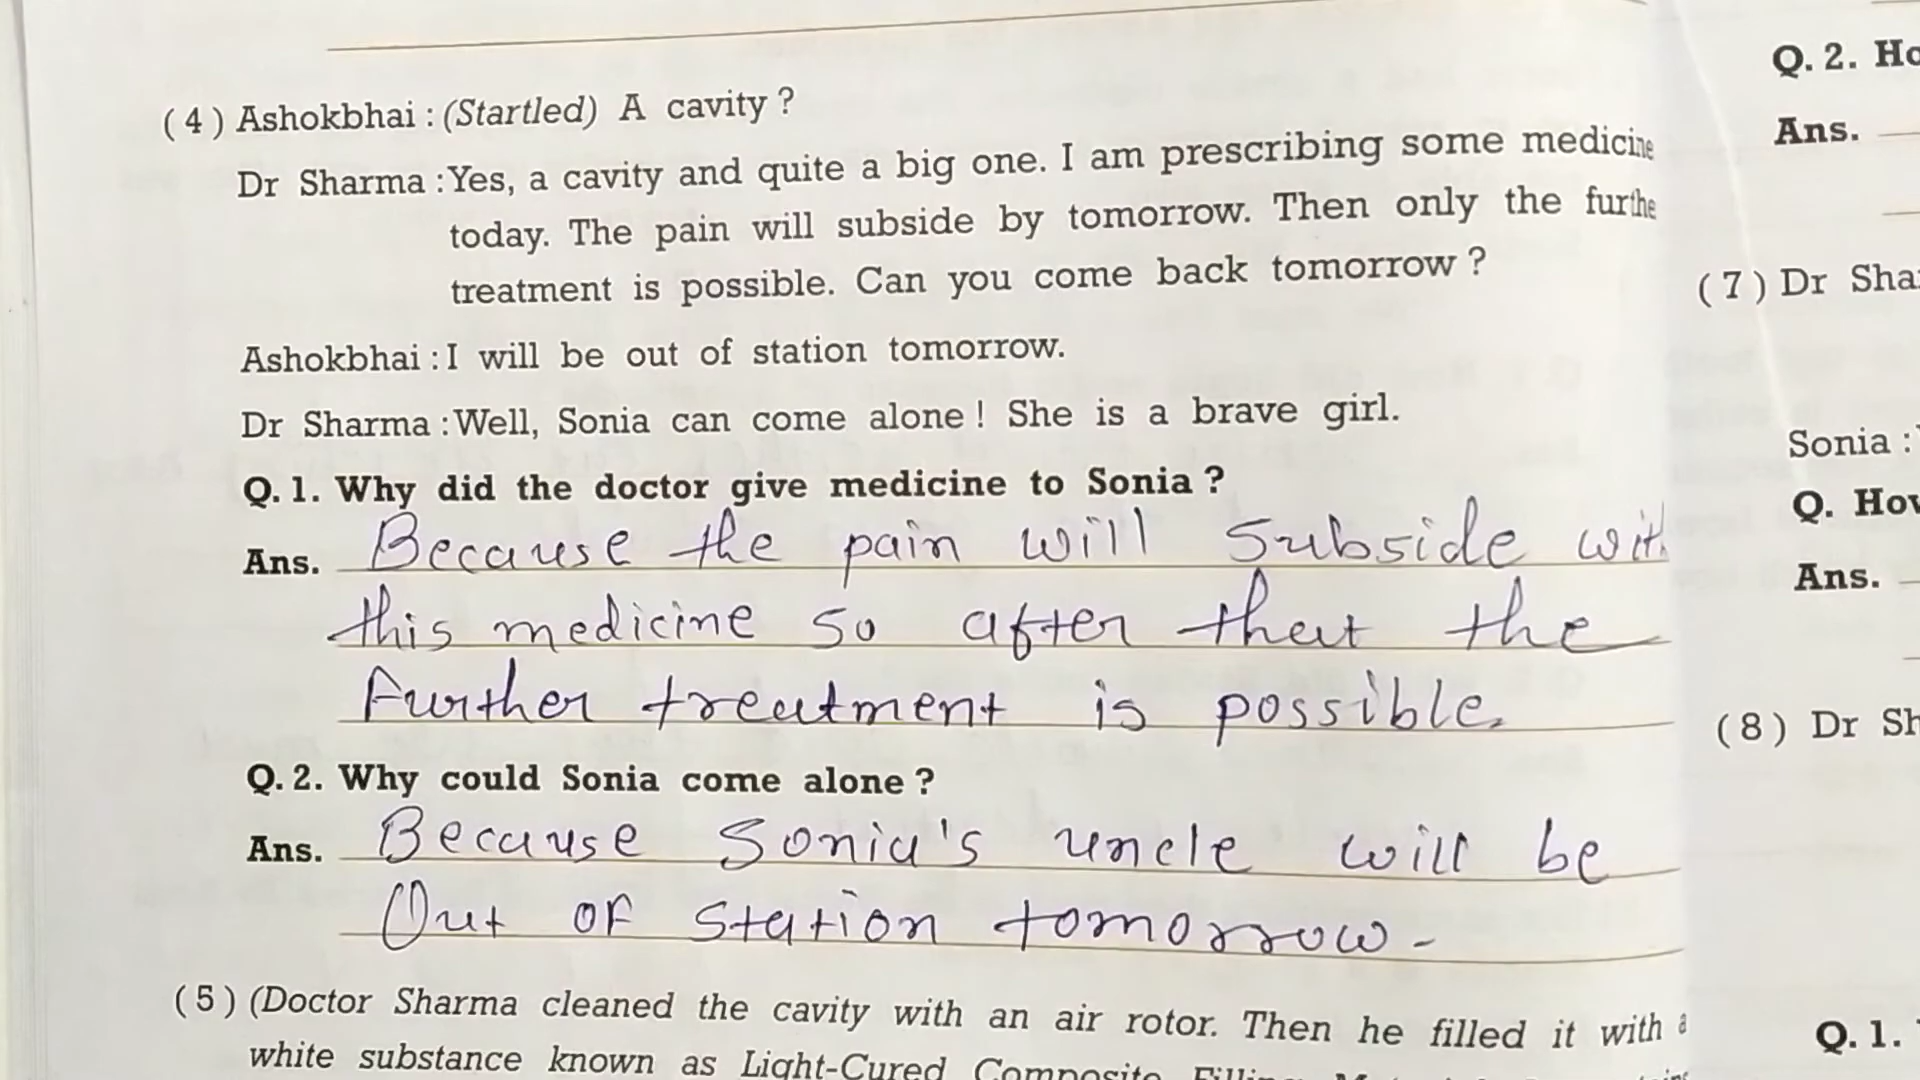 (4) Ashokbhai : (Startled) A cavity ?
Dr Sharma : Yes, a cavity and quite a big one. I am prescribing some medicine
today. The pain will subside by tomorrow. Then only the furthe
treatment is possible. Can you come back tomorrow ?
Ashokbhai : I will be out of station tomorrow.
Dr Sharma : Well, Sonia can come alone ! She is a brave girl.
Q. 1. Why did the doctor give medicine to Sonia ?
Ans. Because the pain will subside with
this medicine so after that the
Further treatment is possible.
Q. 2. Why could Sonia come alone ?
Ans. Because Sonia's uncle will be
Out of station tomorrow-
(5) (Doctor Sharma cleaned the cavity with an air rotor. Then he filled it with a
white substance known as Light-Cured Composite
Q. 2. Ho
Ans.
(7) Dr Sha
Sonia :
Q. How
Ans.
(8) Dr Sh
Q. 1.